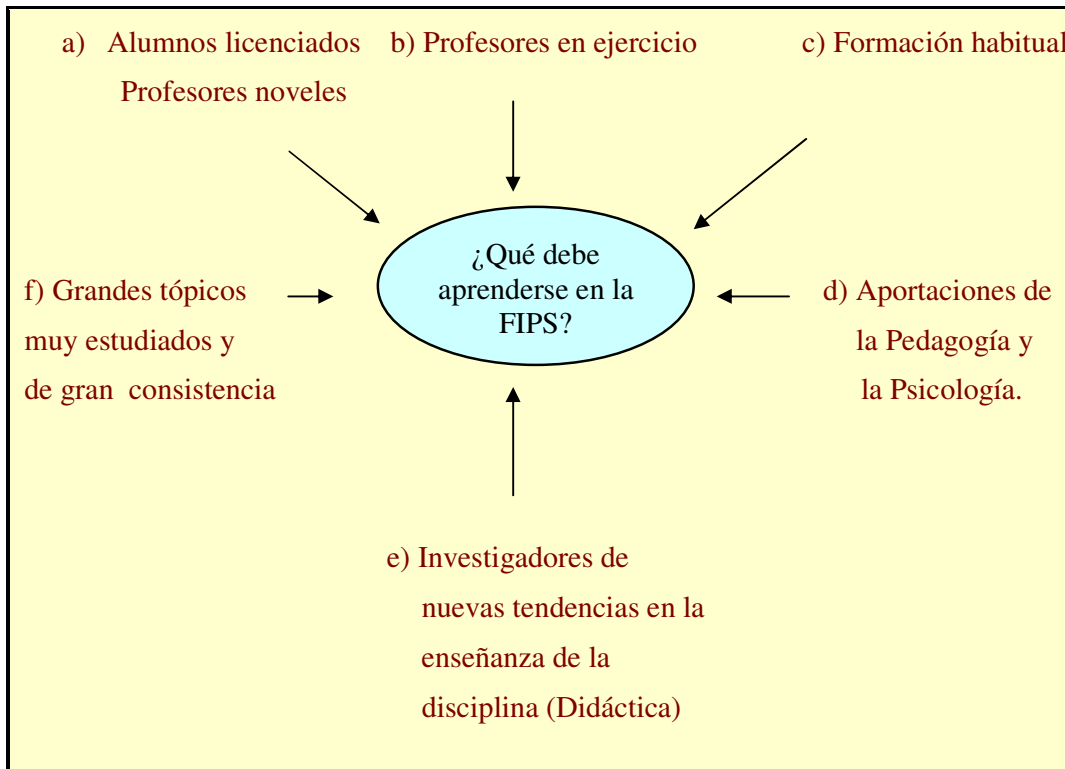 a) Alumnos licenciados
Profesores noveles
b) Profesores en ejercicio
c) Formación habitual
¿Qué debe
aprenderse en la
FIPS?
f) Grandes tópicos
muy estudiados y
de gran consistencia
d) Aportaciones de
la Pedagogía y
la Psicología.
e) Investigadores de
nuevas tendencias en la
enseñanza de la
disciplina (Didáctica)